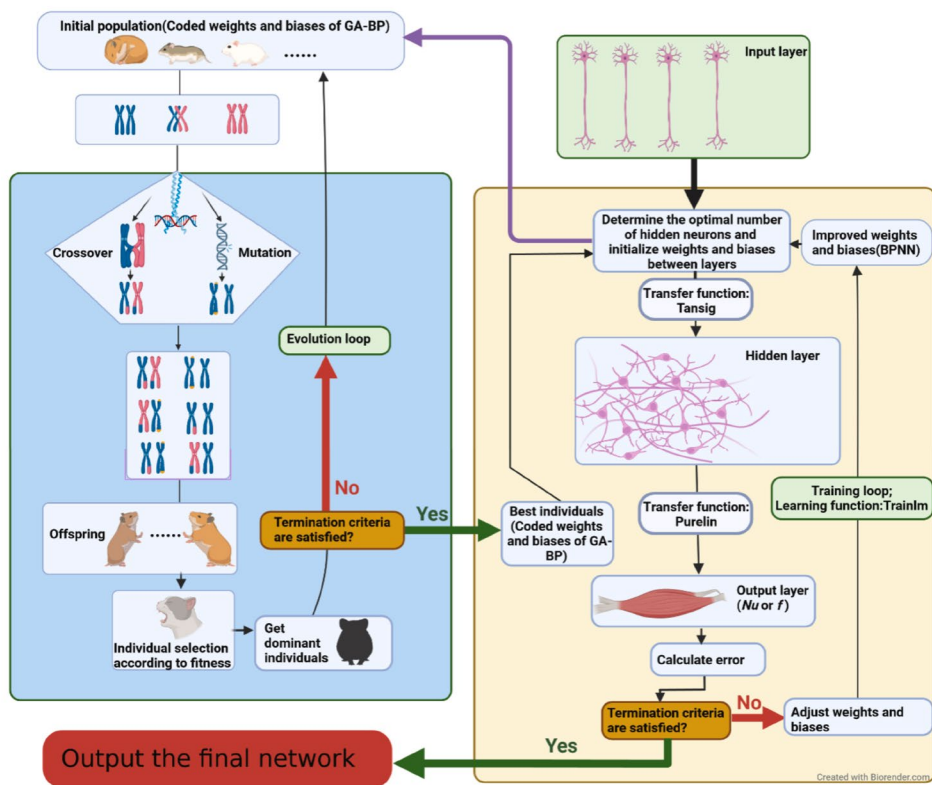 Initial population(Coded weights and biases of GA-BP)
......
Crossover
Mutation
Evolution loop
No
Termination criteria
are satisfied?
Yes
Offspring
......
Individual selection
according to fitness
Get
dominant
individuals
Input layer
Determine the optimal number
of hidden neurons and
initialize weights and biases
between layers
Improved weights
and biases(BPNN)
Transfer function:
Tansig
Hidden layer
Best individuals
(Coded weights
and biases of GA-
BP)
Transfer function:
Purelin
Training loop;
Learning function:Trainlm
Output layer
(Nu or f)
Calculate error
Termination criteria
are satisfied?
No
Adjust weights and
biases
Yes
Output the final network
Created with Biorender.com